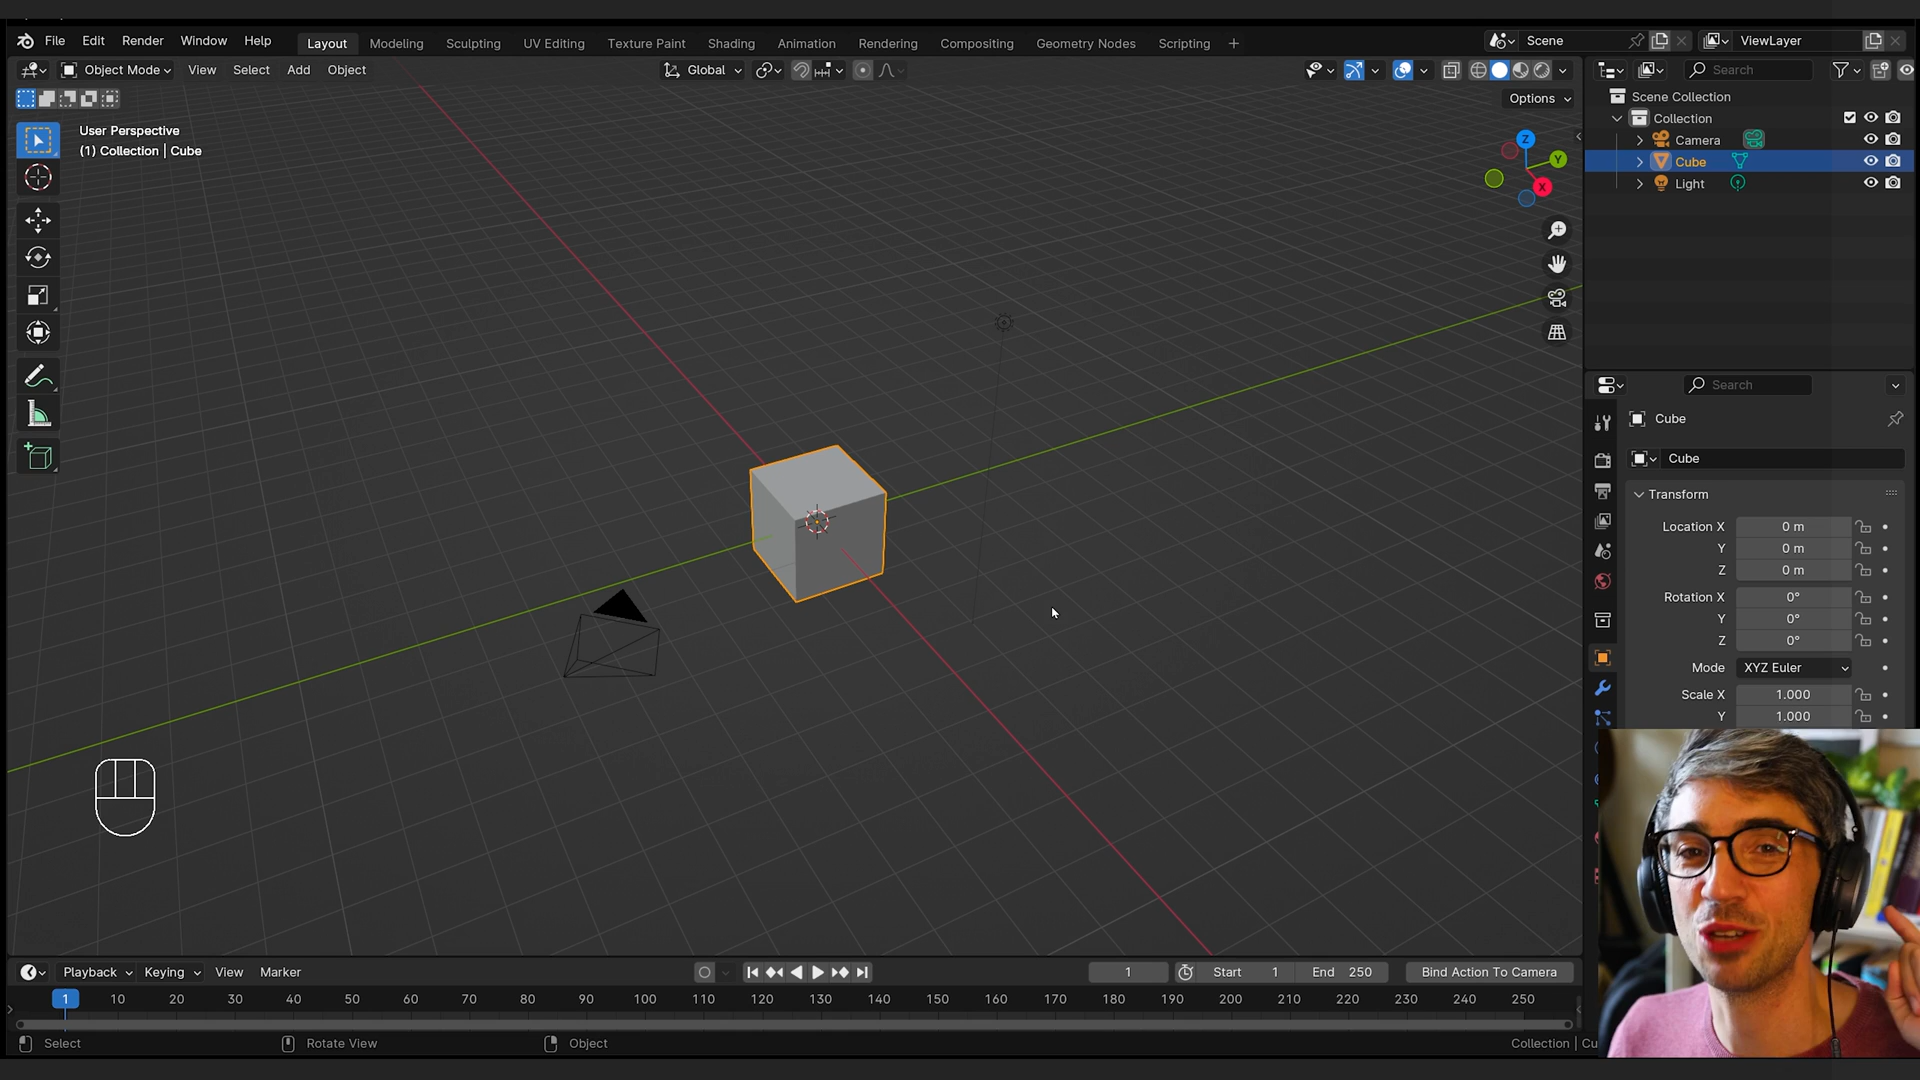 File Edit Render Window Help Layout Modeling Sculpting UV Editing Texture Paint Shading Animation Rendering Compositing Geometry Nodes Scripting + Scene ViewLayer
Object Mode View Select Add Object Global Search
Options
User Perspective
(1) Collection | Cube
Z
Y
X
Scene Collection
Collection
Camera
Cube
Light
Search
Cube
Cube
Transform
Location X 0 m
Y 0 m
Z 0 m
Rotation X 0°
Y 0°
Z 0°
Mode XYZ Euler
Scale X 1.000
Y 1.000
Playback Keying View Marker 1 Start 1 End 250 Bind Action To Camera
1 10 20 30 40 50 60 70 80 90 100 110 120 130 140 150 160 170 180 190 200 210 220 230 240 250
Select Rotate View Object Collection |